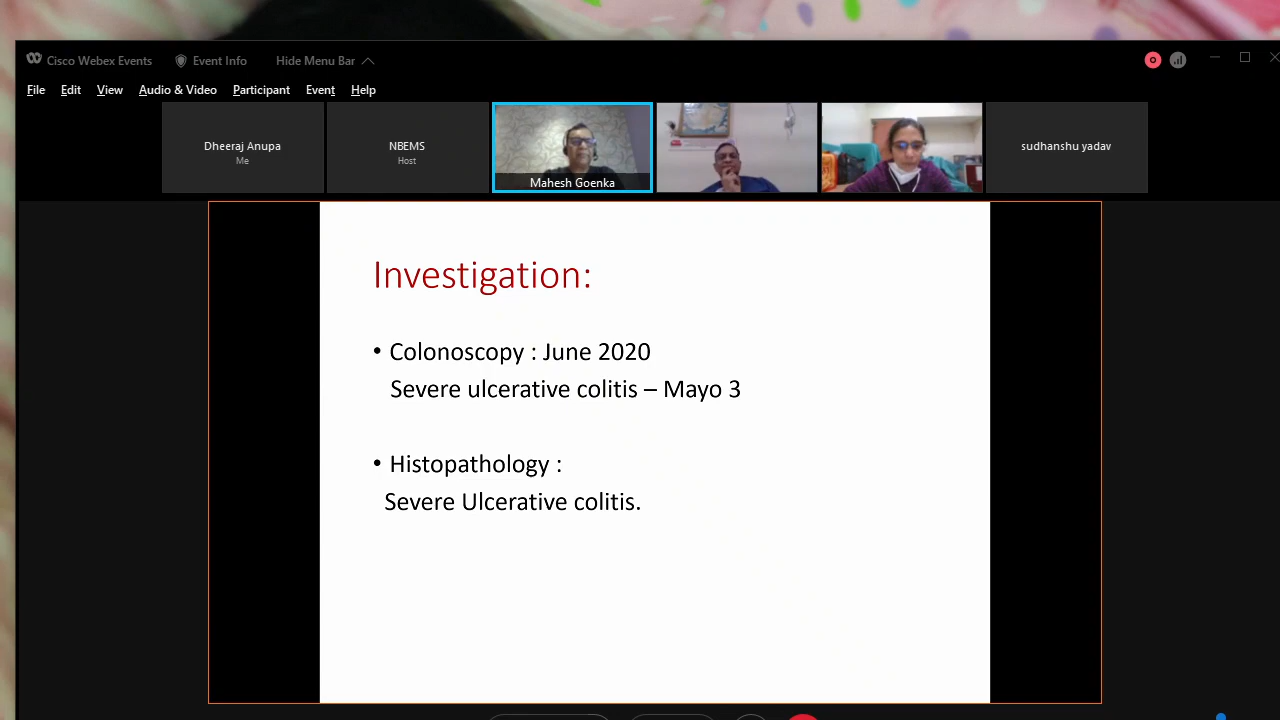 Cisco Webex Events
Event Info
Hide Menu Bar
File Edit View Audio & Video Participant Event Help
Dheeraj Anupa
Me
NBEMS
Host
Mahesh Goenka
sudhanshu yadav
Investigation:
• Colonoscopy : June 2020
Severe ulcerative colitis – Mayo 3
• Histopathology :
Severe Ulcerative colitis.